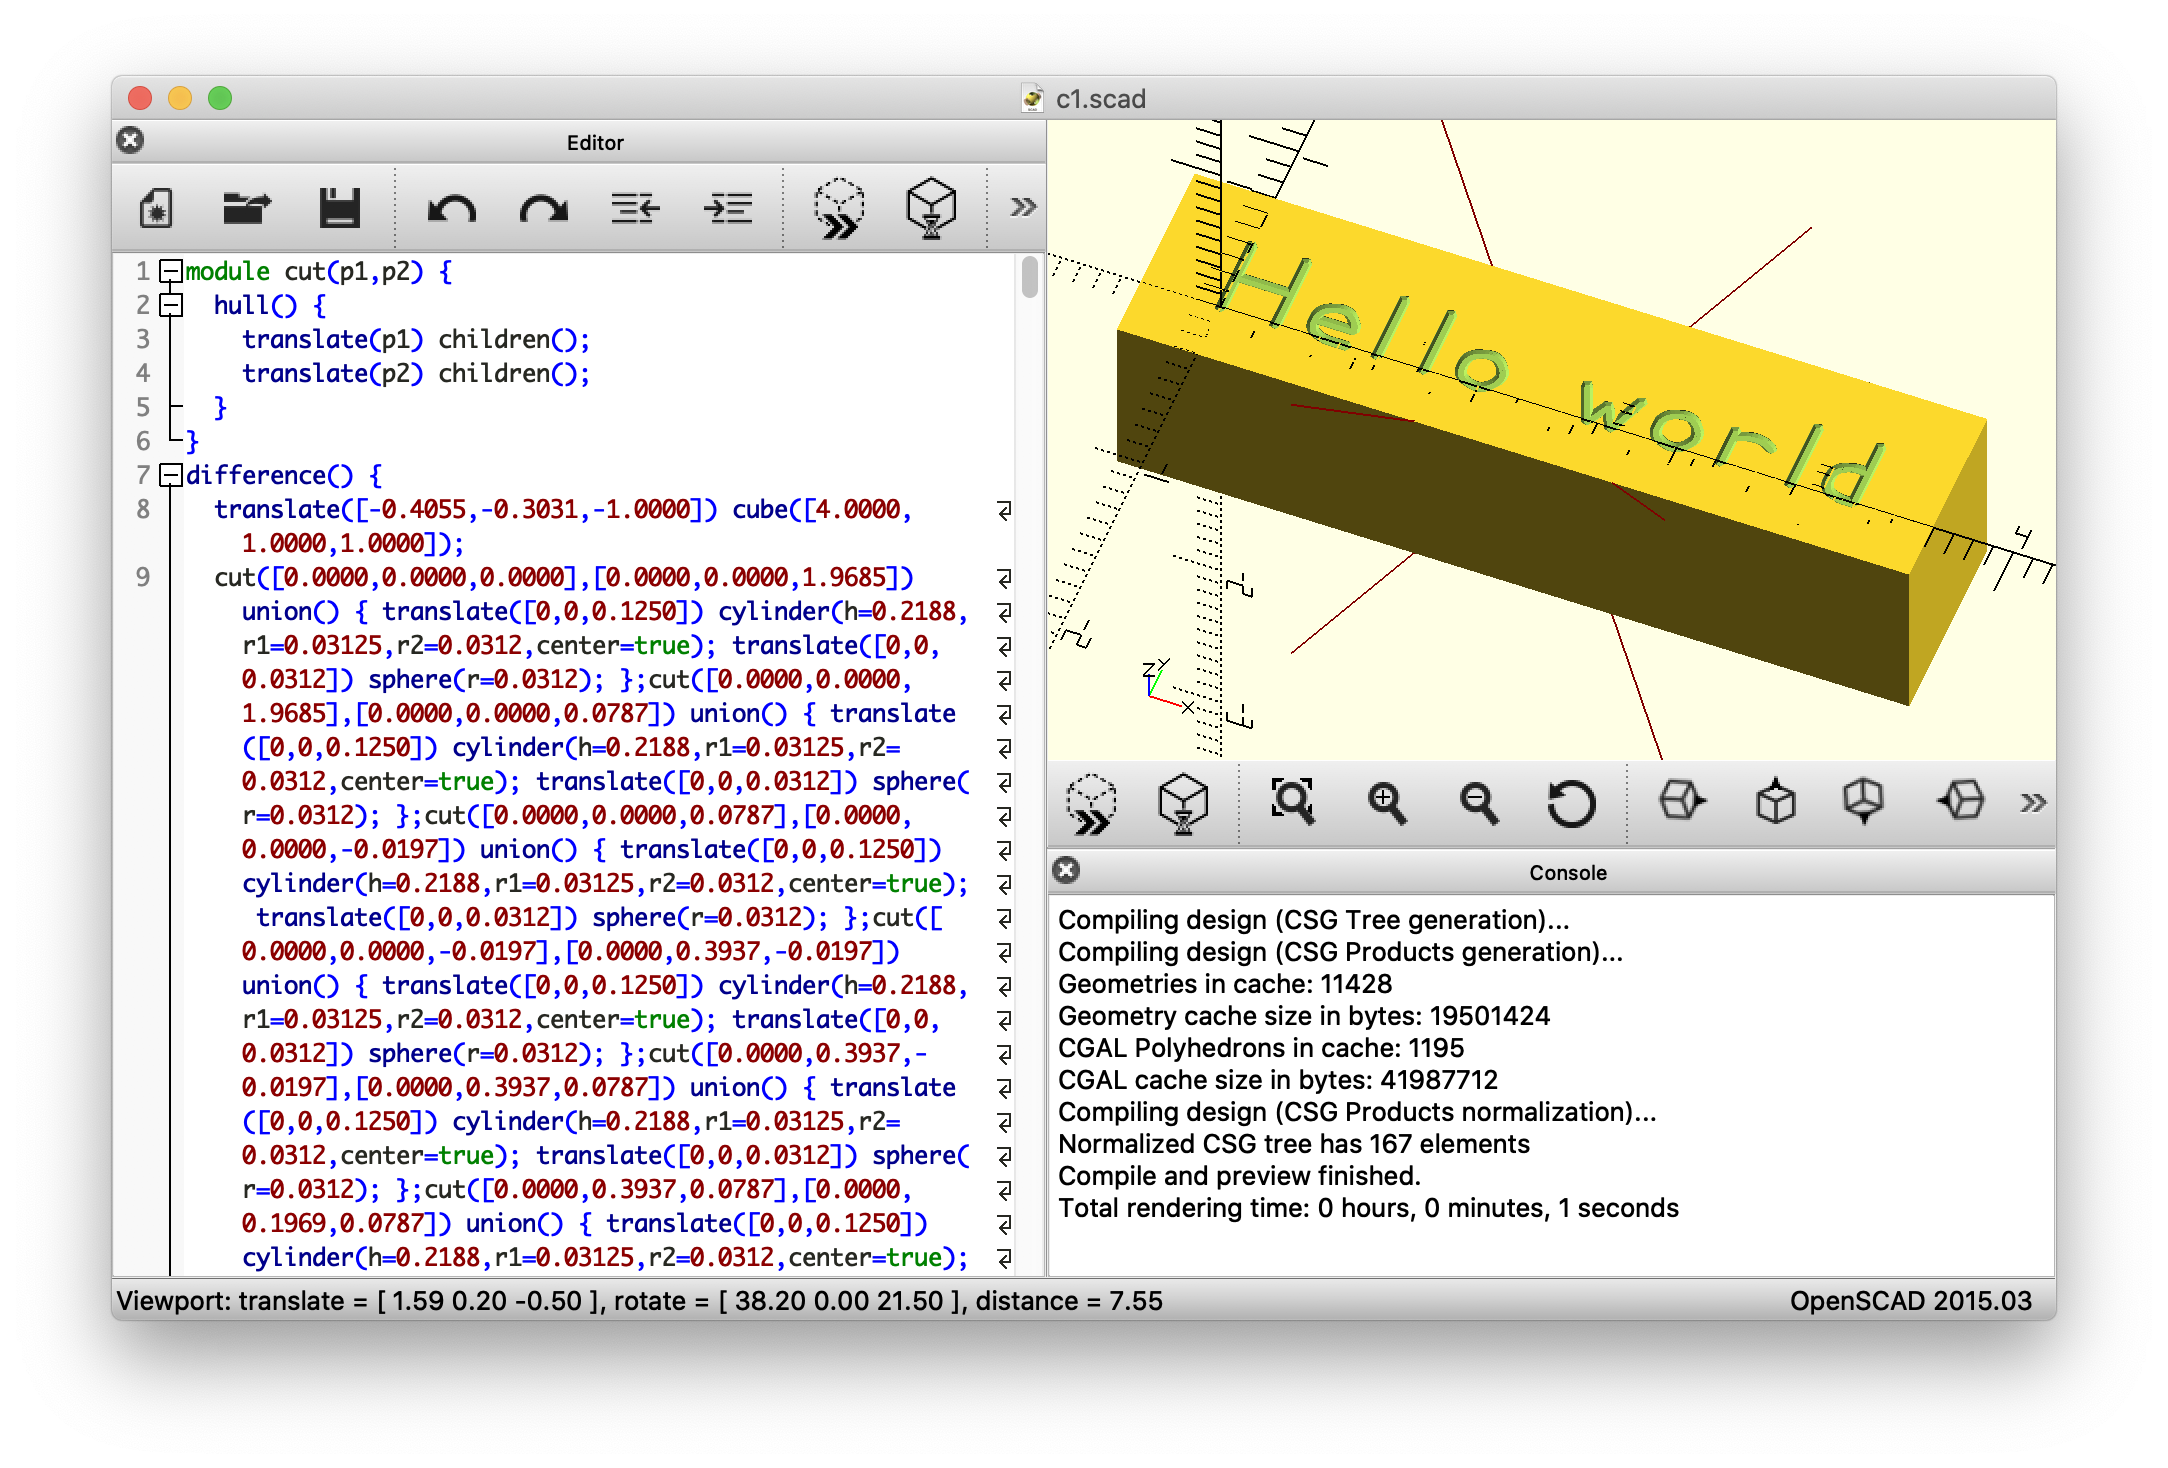 c1.scad
Editor
1 module cut(p1,p2) {
2 hull() {
3 translate(p1) children();
4 translate(p2) children();
5 }
6 }
7 difference() {
8 translate([-0.4055,-0.3031,-1.0000]) cube([4.0000,
1.0000,1.0000]);
9 cut([0.0000,0.0000,0.0000],[0.0000,0.0000,1.9685])
union() { translate([0,0,0.1250]) cylinder(h=0.2188,
r1=0.03125,r2=0.0312,center=true); translate([0,0,
0.0312]) sphere(r=0.0312); };cut([0.0000,0.0000,
1.9685],[0.0000,0.0000,0.0787]) union() { translate
([0,0,0.1250]) cylinder(h=0.2188,r1=0.03125,r2=
0.0312,center=true); translate([0,0,0.0312]) sphere(
r=0.0312); };cut([0.0000,0.0000,0.0787],[0.0000,
0.0000,-0.0197]) union() { translate([0,0,0.1250])
cylinder(h=0.2188,r1=0.03125,r2=0.0312,center=true);
translate([0,0,0.0312]) sphere(r=0.0312); };cut([
0.0000,0.0000,-0.0197],[0.0000,0.3937,-0.0197])
union() { translate([0,0,0.1250]) cylinder(h=0.2188,
r1=0.03125,r2=0.0312,center=true); translate([0,0,
0.0312]) sphere(r=0.0312); };cut([0.0000,0.3937,-
0.0197],[0.0000,0.3937,0.0787]) union() { translate
([0,0,0.1250]) cylinder(h=0.2188,r1=0.03125,r2=
0.0312,center=true); translate([0,0,0.0312]) sphere(
r=0.0312); };cut([0.0000,0.3937,0.0787],[0.0000,
0.1969,0.0787]) union() { translate([0,0,0.1250])
cylinder(h=0.2188,r1=0.03125,r2=0.0312,center=true);
Hello world
4
Z
Y
X
Console
Compiling design (CSG Tree generation)...
Compiling design (CSG Products generation)...
Geometries in cache: 11428
Geometry cache size in bytes: 19501424
CGAL Polyhedrons in cache: 1195
CGAL cache size in bytes: 41987712
Compiling design (CSG Products normalization)...
Normalized CSG tree has 167 elements
Compile and preview finished.
Total rendering time: 0 hours, 0 minutes, 1 seconds
Viewport: translate = [ 1.59 0.20 -0.50 ], rotate = [ 38.20 0.00 21.50 ], distance = 7.55
OpenSCAD 2015.03